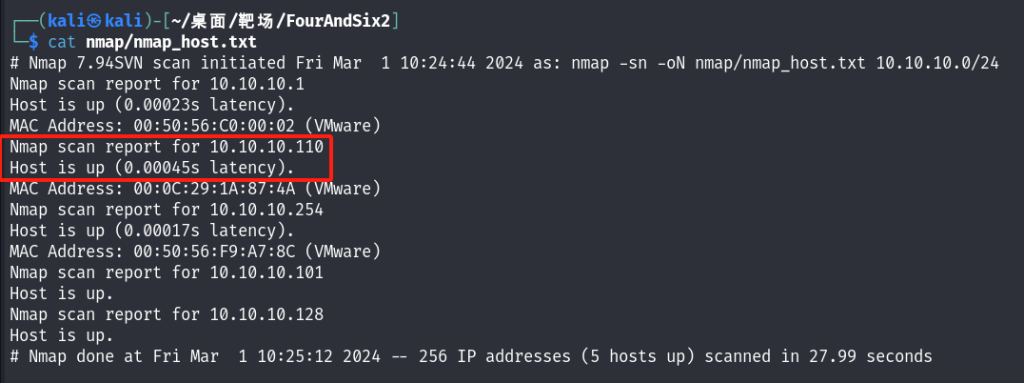 ┌──(kali㉿kali)-[~/桌面/靶场/FourAndSix2]
└─$ cat nmap/nmap_host.txt
# Nmap 7.94SVN scan initiated Fri Mar  1 10:24:44 2024 as: nmap -sn -oN nmap/nmap_host.txt 10.10.10.0/24
Nmap scan report for 10.10.10.1
Host is up (0.00023s latency).
MAC Address: 00:50:56:C0:00:02 (VMware)
Nmap scan report for 10.10.10.110
Host is up (0.00045s latency).
MAC Address: 00:0C:29:1A:87:4A (VMware)
Nmap scan report for 10.10.10.254
Host is up (0.00017s latency).
MAC Address: 00:50:56:F9:A7:8C (VMware)
Nmap scan report for 10.10.10.101
Host is up.
Nmap scan report for 10.10.10.128
Host is up.
# Nmap done at Fri Mar  1 10:25:12 2024 -- 256 IP addresses (5 hosts up) scanned in 27.99 seconds